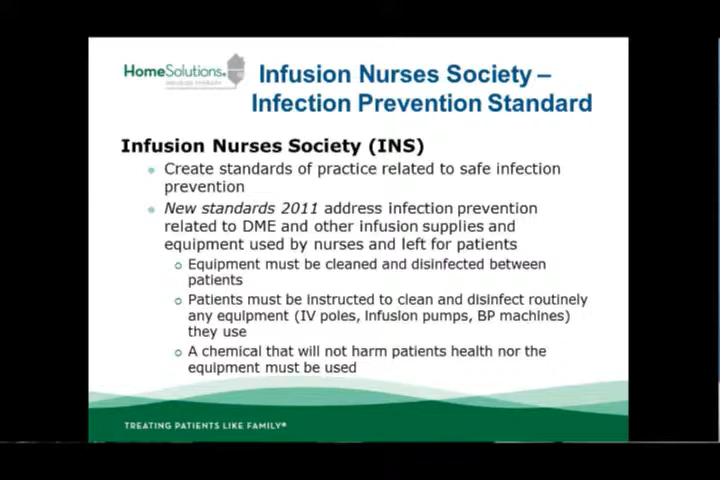 HomeSolutions.
INFUSION THERAPY
Infusion Nurses Society –
Infection Prevention Standard
Infusion Nurses Society (INS)
Create standards of practice related to safe infection
prevention
New standards 2011 address infection prevention
related to DME and other infusion supplies and
equipment used by nurses and left for patients
Equipment must be cleaned and disinfected between
patients
Patients must be instructed to clean and disinfect routinely
any equipment (IV poles, Infusion pumps, BP machines)
they use
A chemical that will not harm patients health nor the
equipment must be used
TREATING PATIENTS LIKE FAMILY®